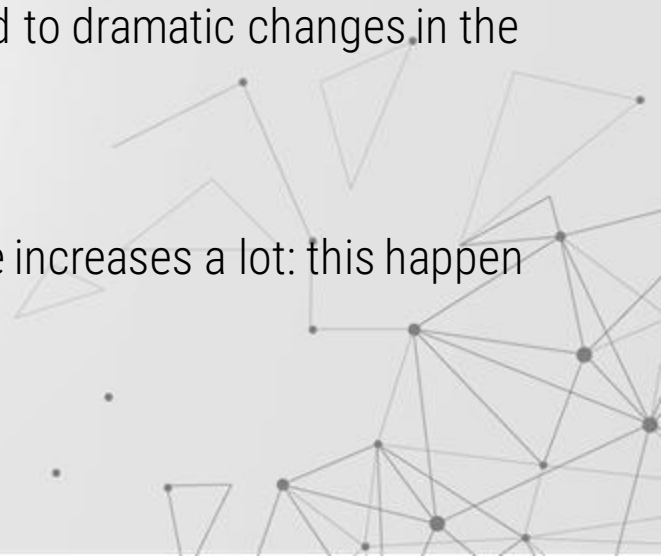 to dramatic changes in the
increases a lot: this happen